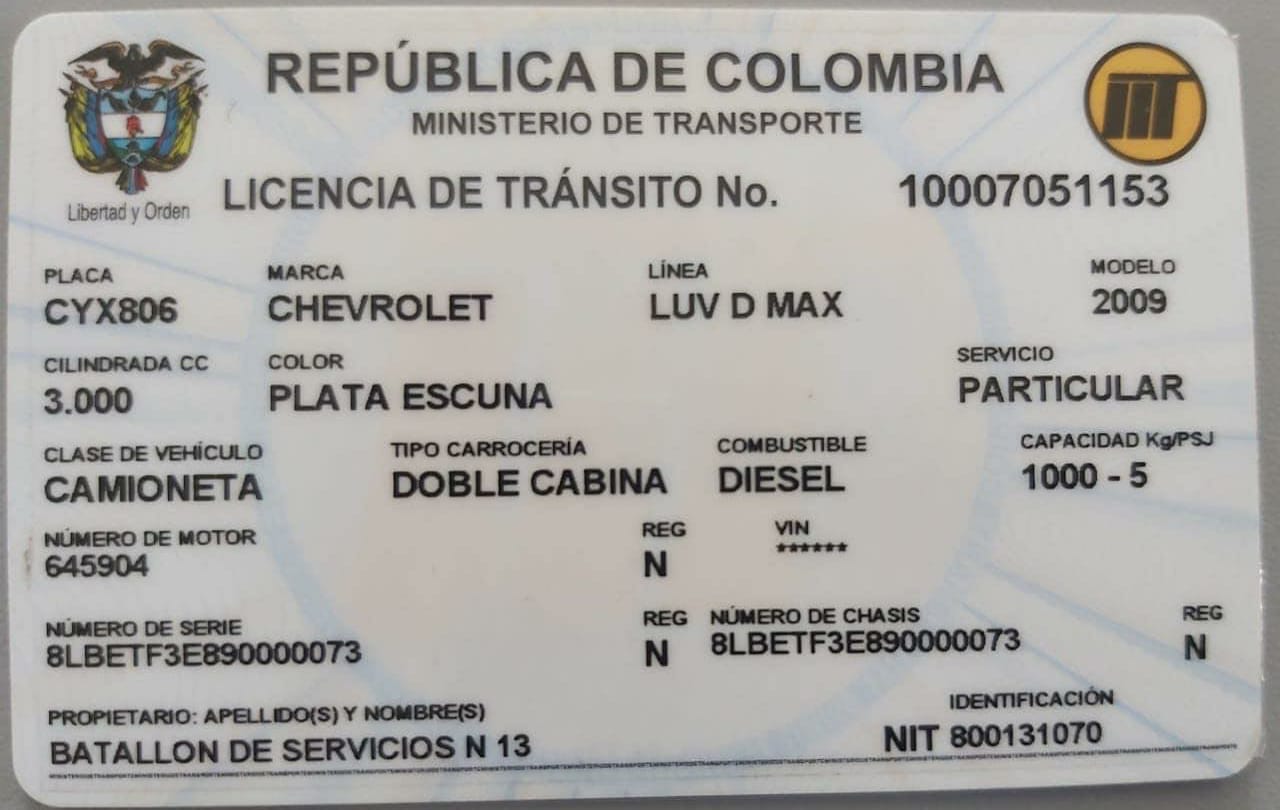 REPÚBLICA DE COLOMBIA
MINISTERIO DE TRANSPORTE
Libertad y Orden
LICENCIA DE TRÁNSITO No. 10007051153
PLACA MARCA LÍNEA MODELO
CYX806 CHEVROLET LUV D MAX 2009
CILINDRADA CC COLOR SERVICIO
3.000 PLATA ESCUNA PARTICULAR
CLASE DE VEHÍCULO TIPO CARROCERÍA COMBUSTIBLE CAPACIDAD Kg/PSJ
CAMIONETA DOBLE CABINA DIESEL 1000 - 5
NÚMERO DE MOTOR REG VIN
645904 N ******
NÚMERO DE SERIE REG NÚMERO DE CHASIS REG
8LBETF3E890000073 N 8LBETF3E890000073 N
PROPIETARIO: APELLIDO(S) Y NOMBRE(S) IDENTIFICACIÓN
BATALLON DE SERVICIOS N 13 NIT 800131070